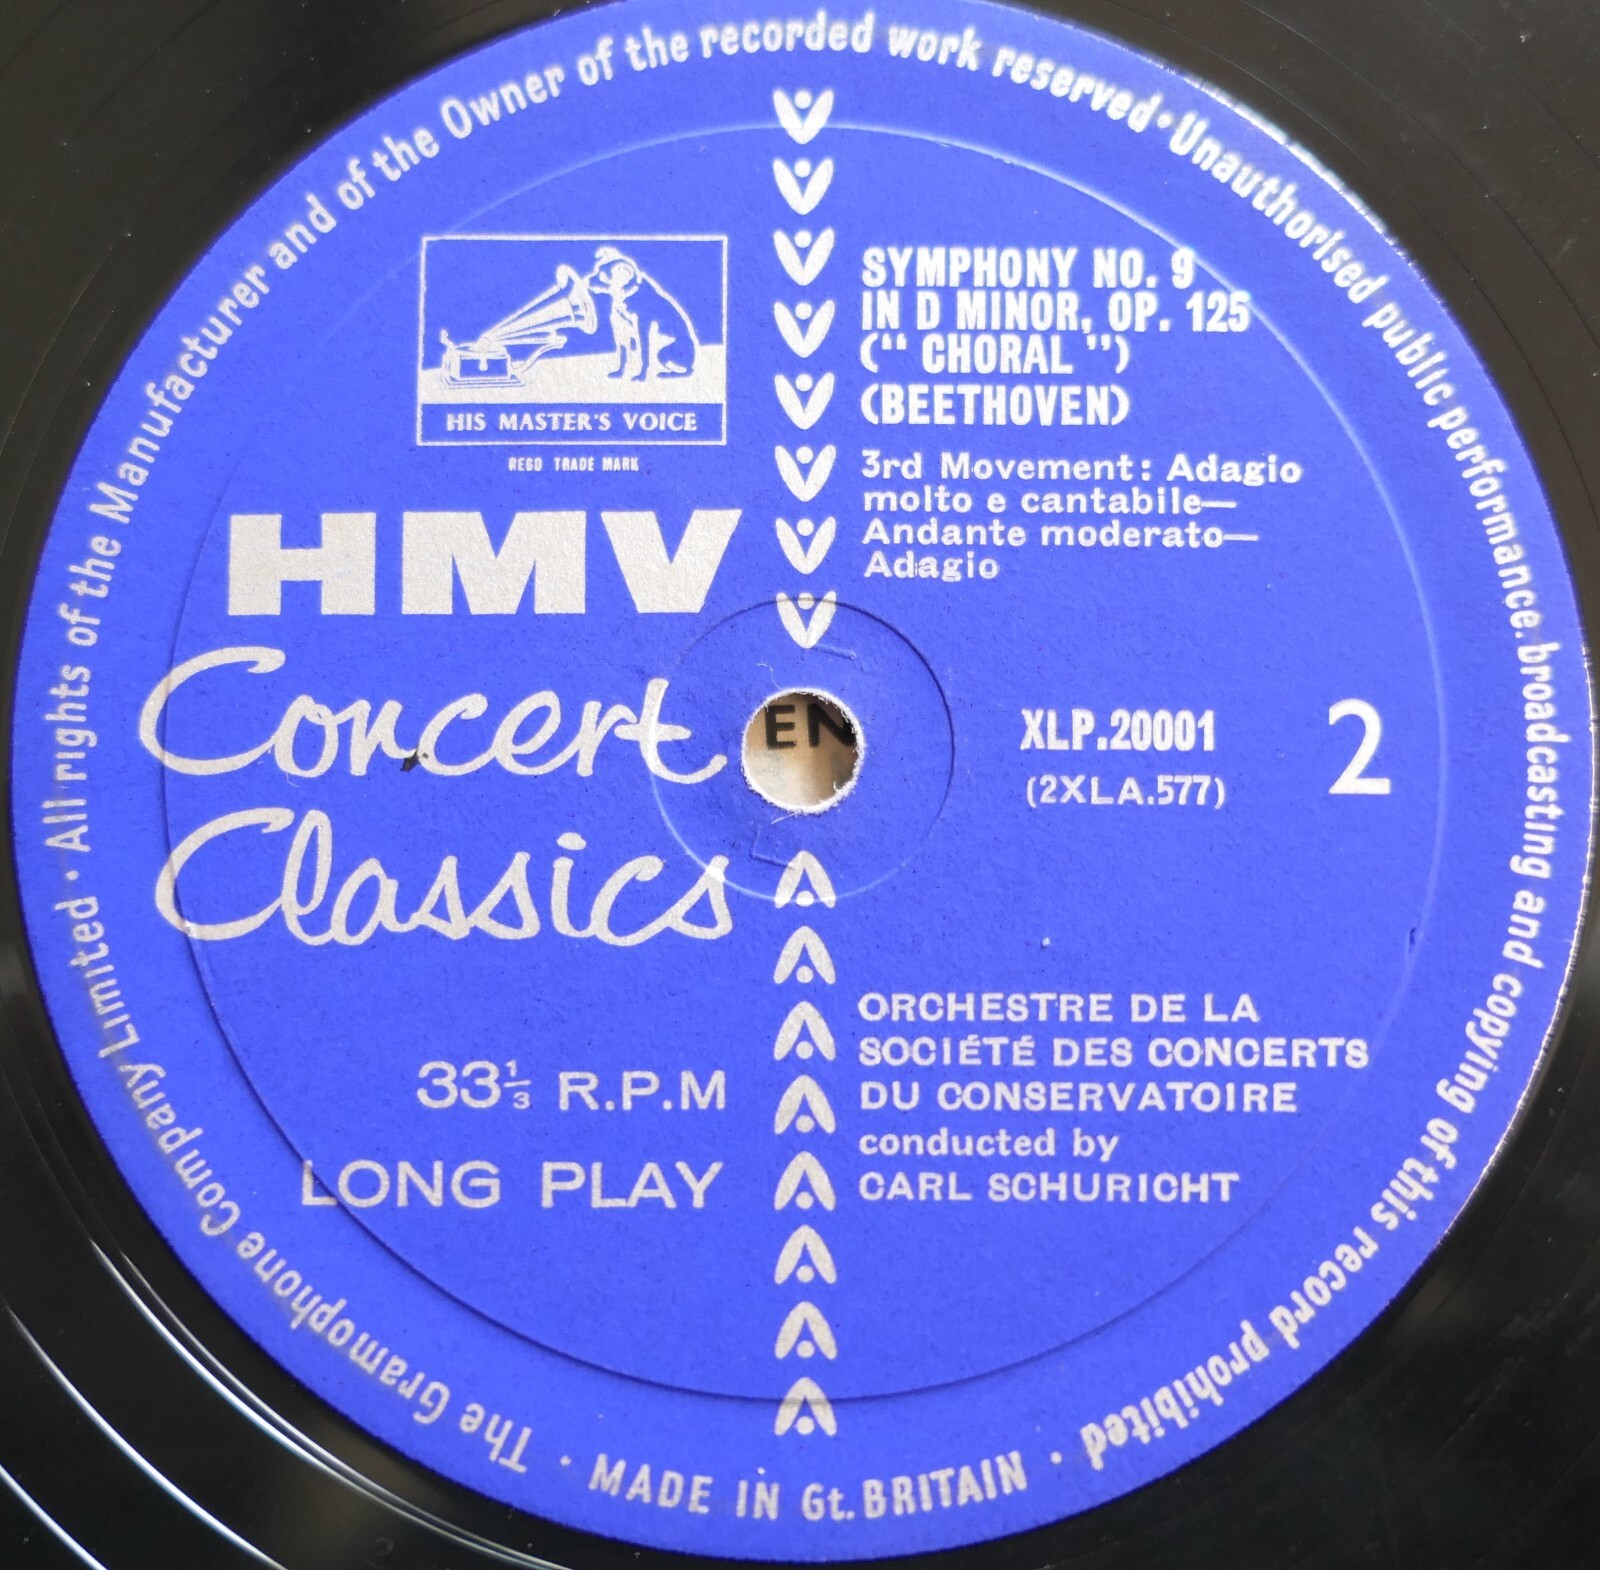 The Gramophone Company Limited · All rights of the Manufacturer and of the Owner of the recorded work reserved · Unauthorised public performance. broadcasting and copying of this record prohibited ·
HIS MASTER'S VOICE
REGD TRADE MARK
HMV
Concert
Classics
33⅓ R.P.M
LONG PLAY
SYMPHONY NO. 9
IN D MINOR, OP. 125
(“ CHORAL ”)
(BEETHOVEN)
3rd Movement: Adagio
molto e cantabile—
Andante moderato—
Adagio
EN
XLP.20001
2
(2XLA.577)
ORCHESTRE DE LA
SOCIÉTÉ DES CONCERTS
DU CONSERVATOIRE
conducted by
CARL SCHURICHT
MADE IN Gt. BRITAIN ·
2